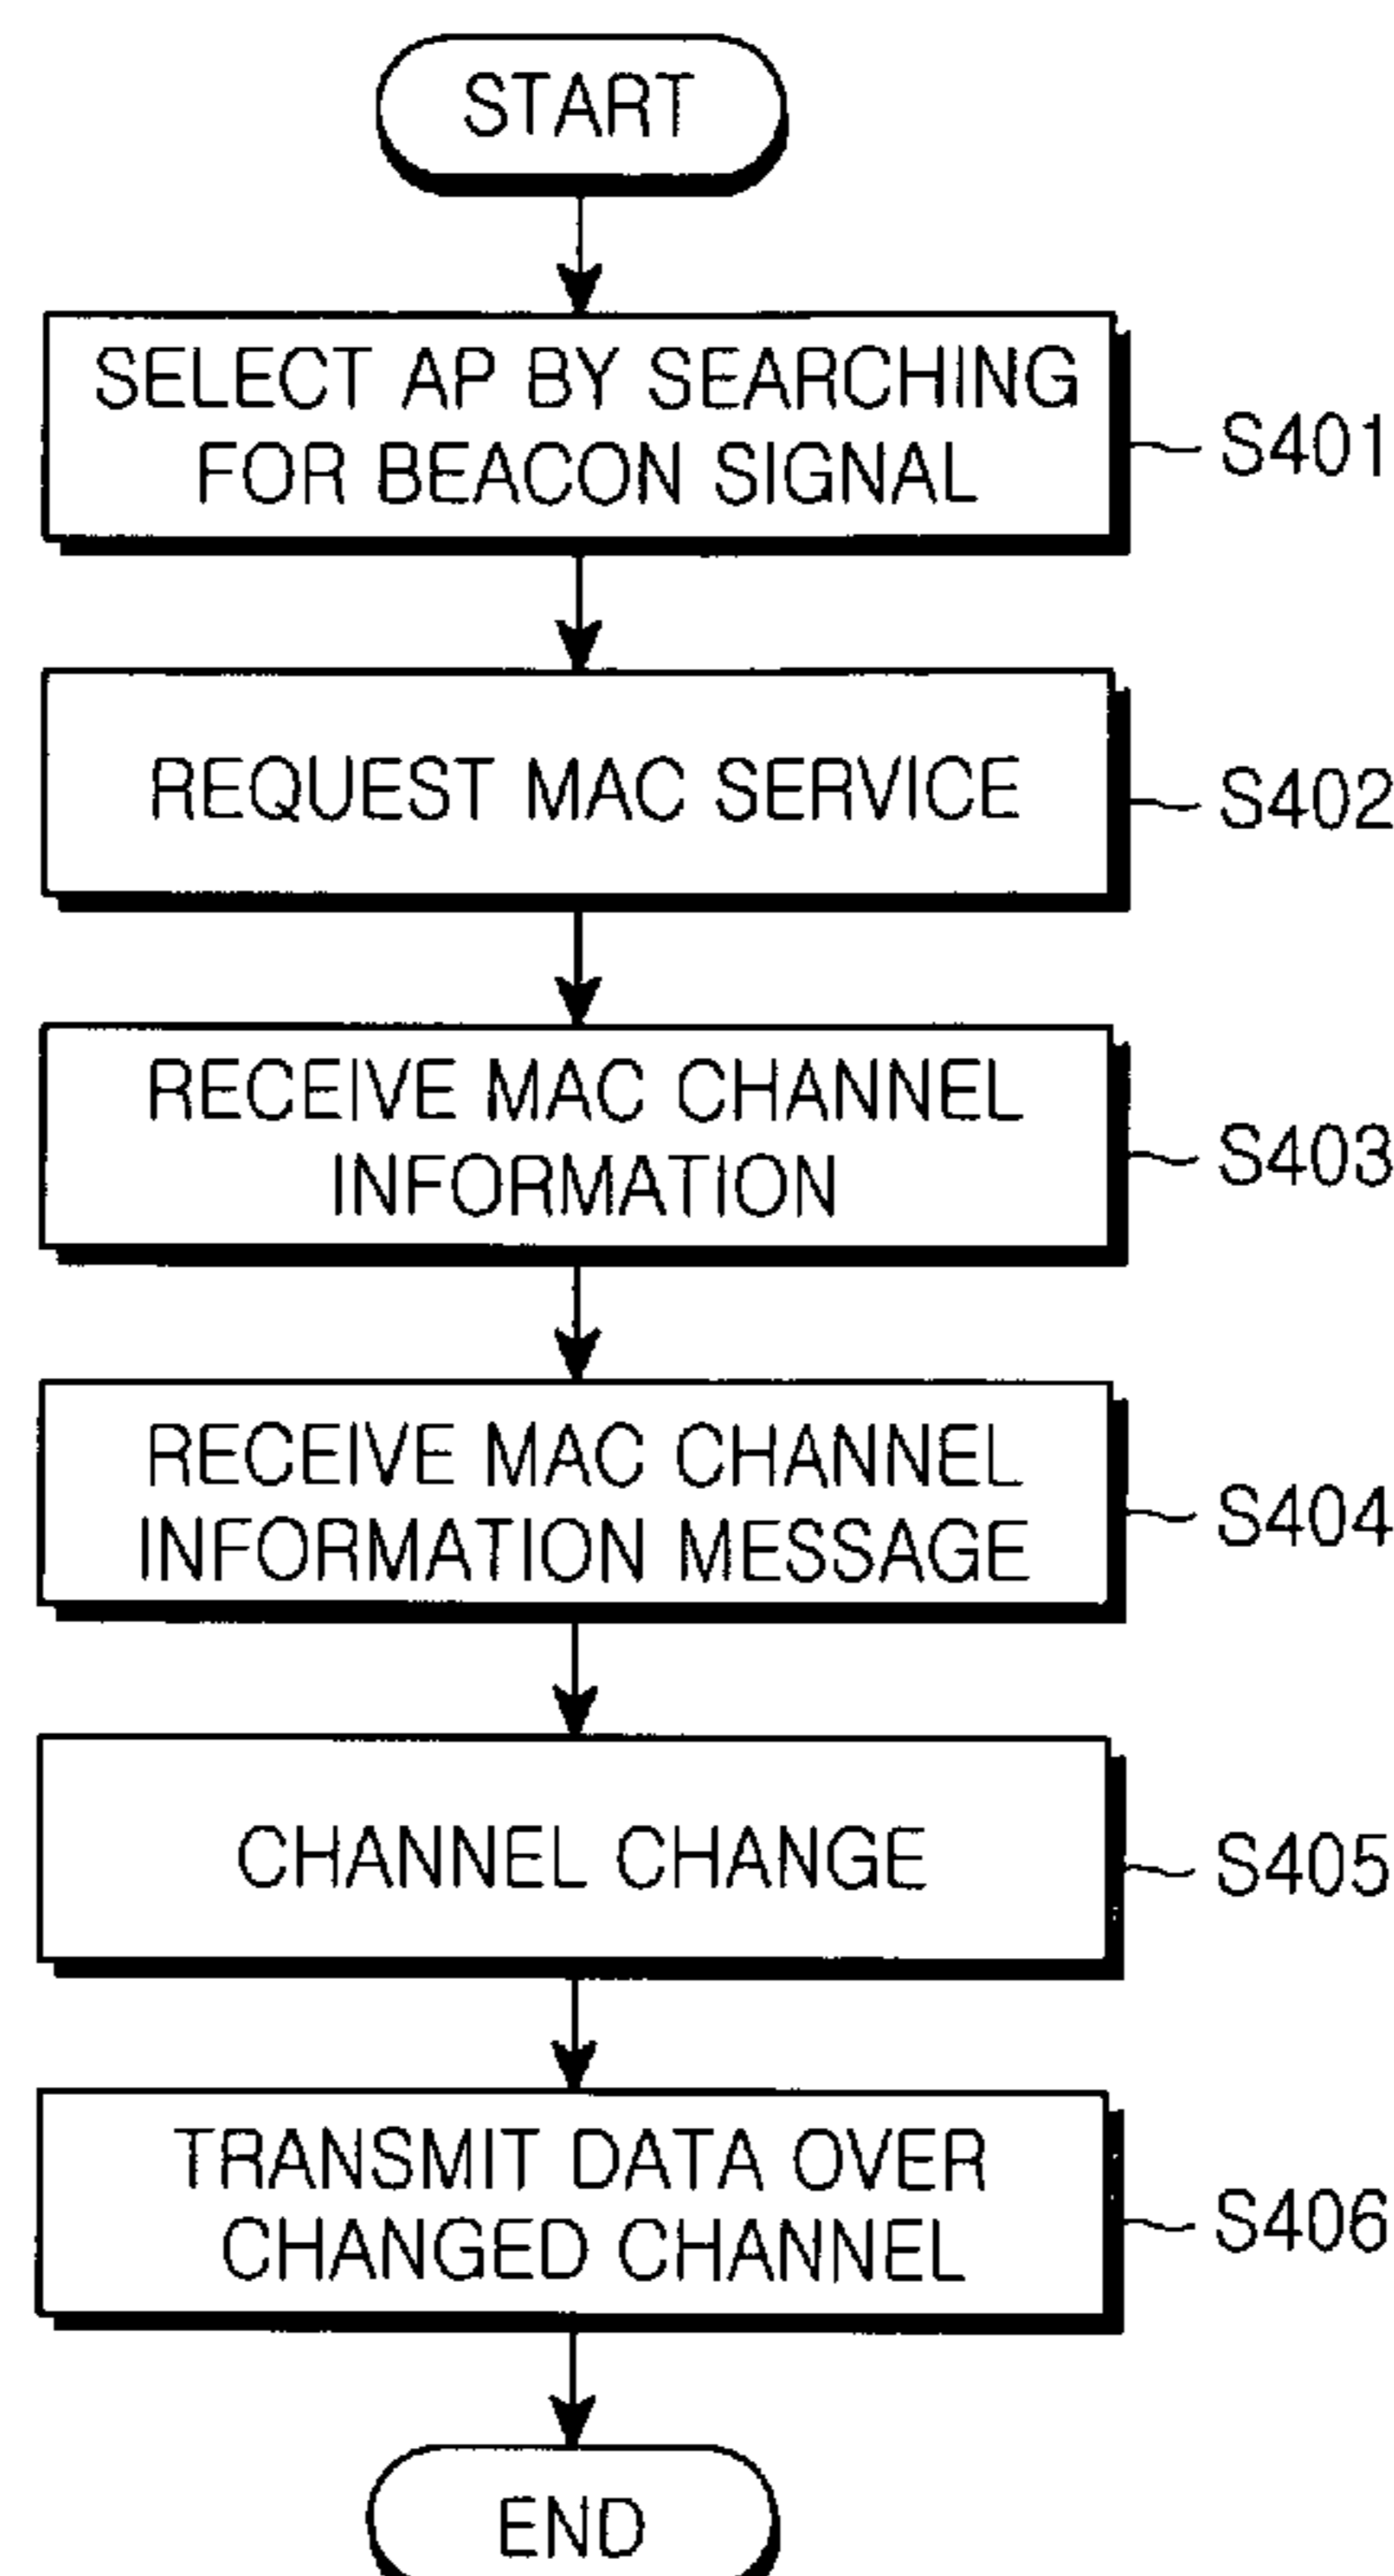 START
SELECT AP BY SEARCHING
FOR BEACON SIGNAL
S401
REQUEST MAC SERVICE
S402
RECEIVE MAC CHANNEL
INFORMATION
S403
RECEIVE MAC CHANNEL
INFORMATION MESSAGE
S404
CHANNEL CHANGE
S405
TRANSMIT DATA OVER
CHANGED CHANNEL
S406
END